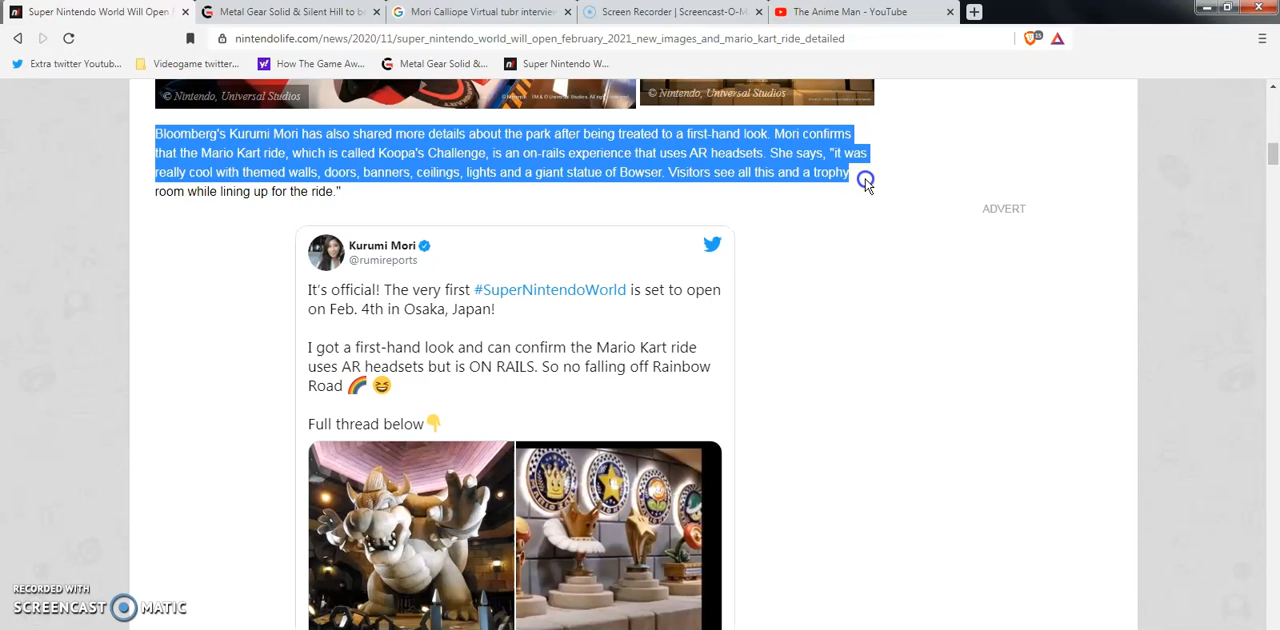 Super Nintendo World Will Open
Metal Gear Solid & Silent Hill to b
Mori Calliope Virtual tubr interview
Screen Recorder | Screencast-O-M
The Anime Man - YouTube
nintendolife.com/news/2020/11/super_nintendo_world_will_open_february_2021_new_images_and_mario_kart_ride_detailed
15
Extra twitter Youtub...
Videogame twitter...
How The Game Aw...
Metal Gear Solid &...
Super Nintendo W...
© Nintendo, Universal Studios
© Nintendo, Universal Studios
Bloomberg's Kurumi Mori has also shared more details about the park after being treated to a first-hand look. Mori confirms
that the Mario Kart ride, which is called Koopa's Challenge, is an on-rails experience that uses AR headsets. She says, "it was
really cool with themed walls, doors, banners, ceilings, lights and a giant statue of Bowser. Visitors see all this and a trophy
room while lining up for the ride."
ADVERT
Kurumi Mori
@rumireports
It's official! The very first #SuperNintendoWorld is set to open
on Feb. 4th in Osaka, Japan!
I got a first-hand look and can confirm the Mario Kart ride
uses AR headsets but is ON RAILS. So no falling off Rainbow
Road 🌈 😆
Full thread below👇
RECORDED WITH
SCREENCAST MATIC